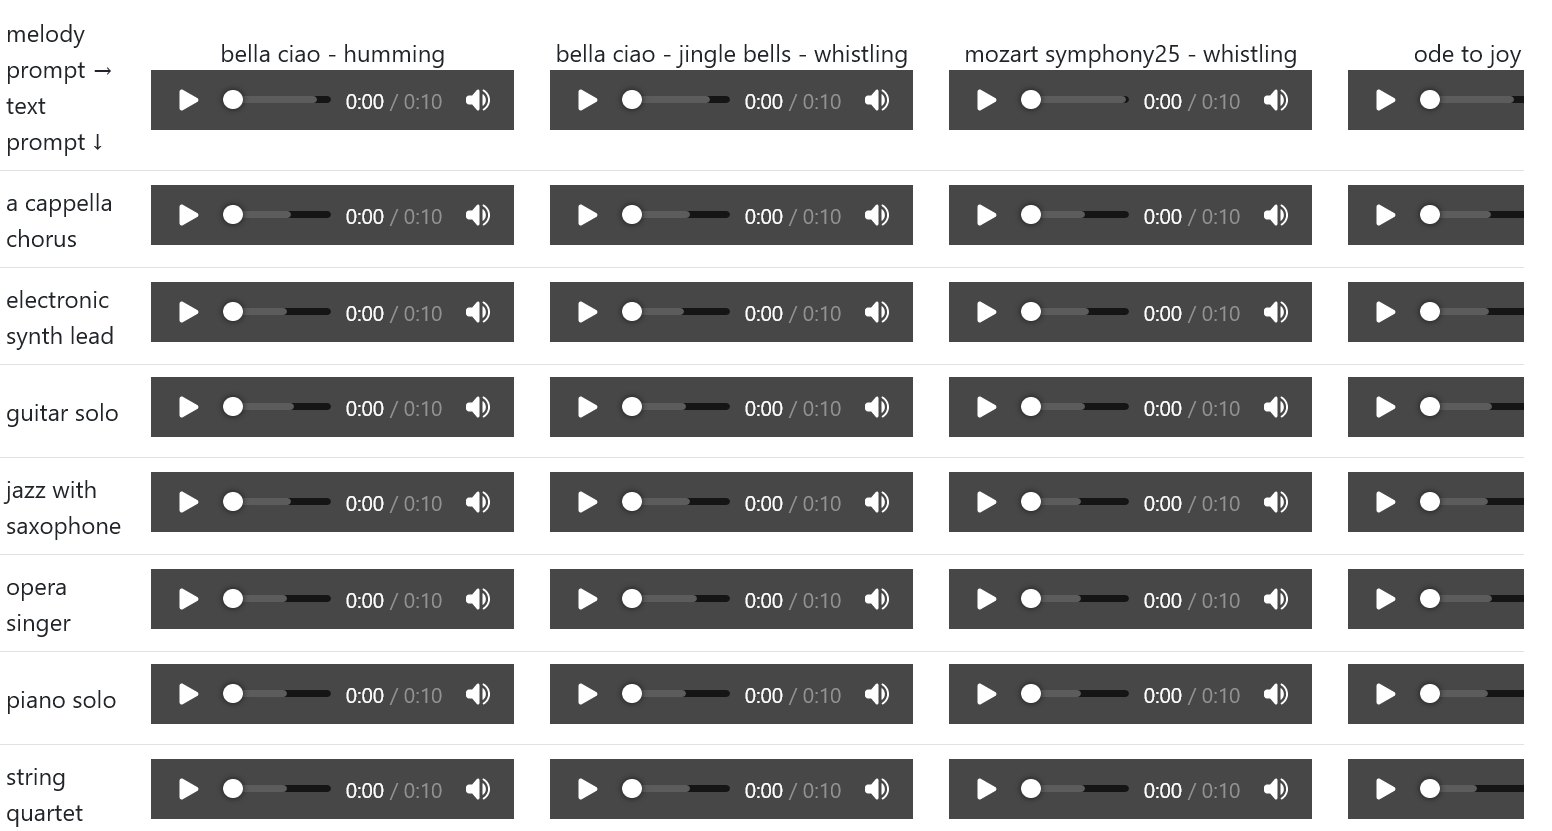 melody
prompt →
text
prompt ↓
bella ciao - humming
bella ciao - jingle bells - whistling
mozart symphony25 - whistling
ode to joy
0:00 / 0:10
0:00 / 0:10
0:00 / 0:10
a cappella
chorus
0:00 / 0:10
0:00 / 0:10
0:00 / 0:10
electronic
synth lead
0:00 / 0:10
0:00 / 0:10
0:00 / 0:10
guitar solo
0:00 / 0:10
0:00 / 0:10
0:00 / 0:10
jazz with
saxophone
0:00 / 0:10
0:00 / 0:10
0:00 / 0:10
opera
singer
0:00 / 0:10
0:00 / 0:10
0:00 / 0:10
piano solo
0:00 / 0:10
0:00 / 0:10
0:00 / 0:10
string
quartet
0:00 / 0:10
0:00 / 0:10
0:00 / 0:10